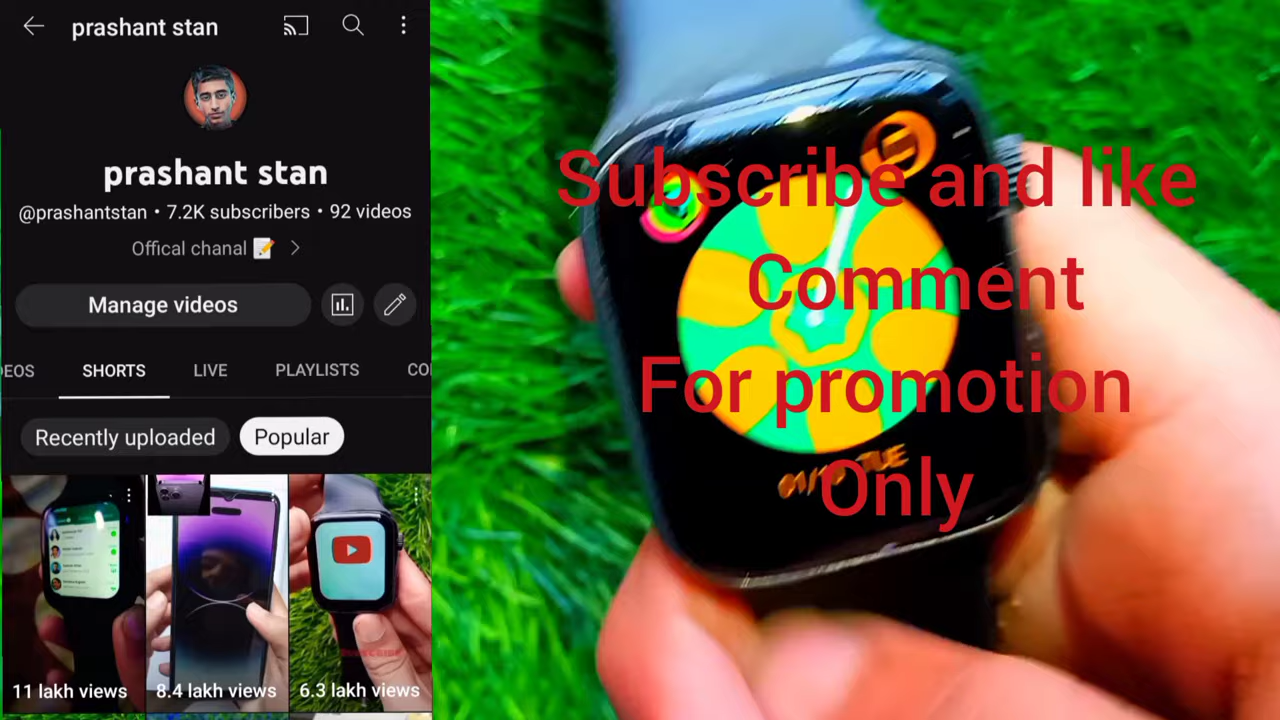 prashant stan
prashant stan
@prashantstan • 7.2K subscribers • 92 videos
Offical chanal 📝 >
Manage videos
EOS SHORTS LIVE PLAYLISTS CO
Recently uploaded Popular
11 lakh views 8.4 lakh views 6.3 lakh views
Subscribe and like
Comment
For promotion
Only
TUE